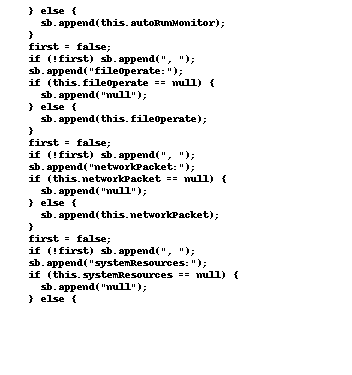 } else {
sb.append(this.autoRunMonitor);
}
first = false;
if (!first) sb.append(", ");
sb.append("fileOperate:");
if (this.fileOperate == null) {
sb.append("null");
} else {
sb.append(this.fileOperate);
}
first = false;
if (!first) sb.append(", ");
sb.append("networkPacket:");
if (this.networkPacket == null) {
sb.append("null");
} else {
sb.append(this.networkPacket);
}
first = false;
if (!first) sb.append(", ");
sb.append("systemResources:");
if (this.systemResources == null) {
sb.append("null");
} else {